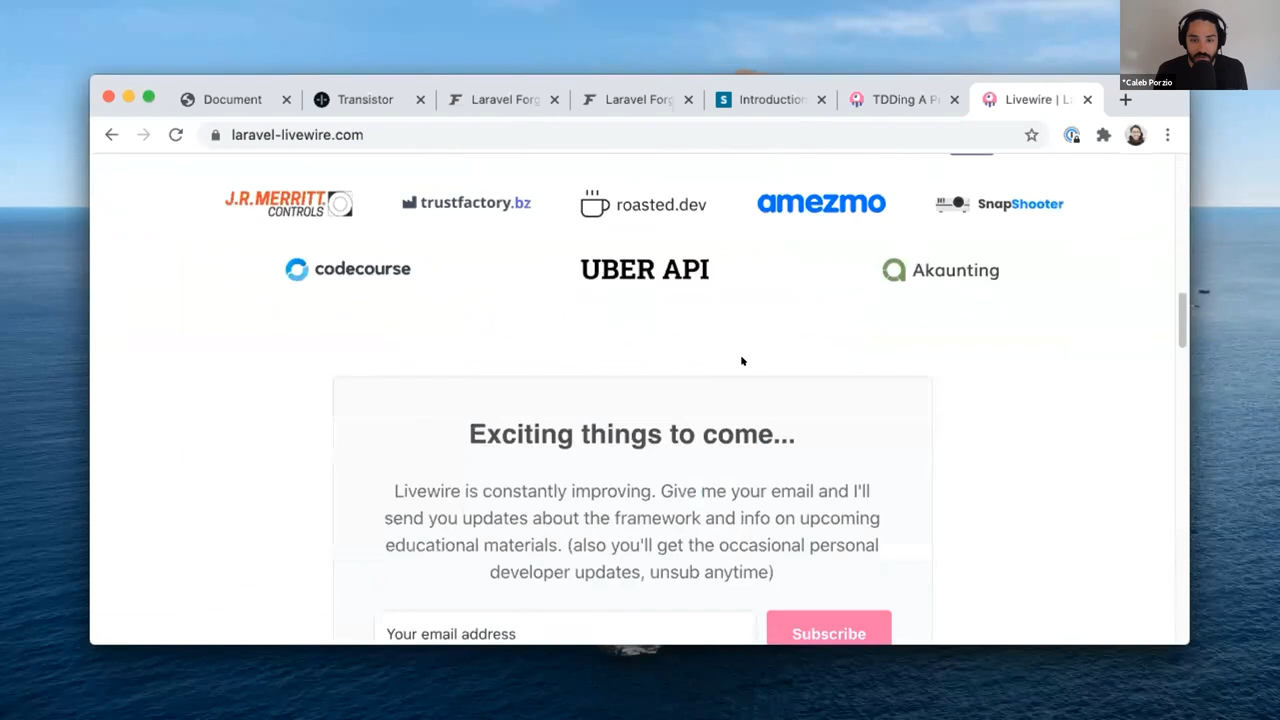 *Caleb Porzio
Document
Transistor
Laravel Forg
Laravel Forg
Introduction
TDDing A P
Livewire | L
laravel-livewire.com
J.R.MERRITT CONTROLS
trustfactory.bz
roasted.dev
amezmo
SnapShooter
codecourse
UBER API
Akaunting
Exciting things to come...
Livewire is constantly improving. Give me your email and I'll
send you updates about the framework and info on upcoming
educational materials. (also you'll get the occasional personal
developer updates, unsub anytime)
Your email address
Subscribe